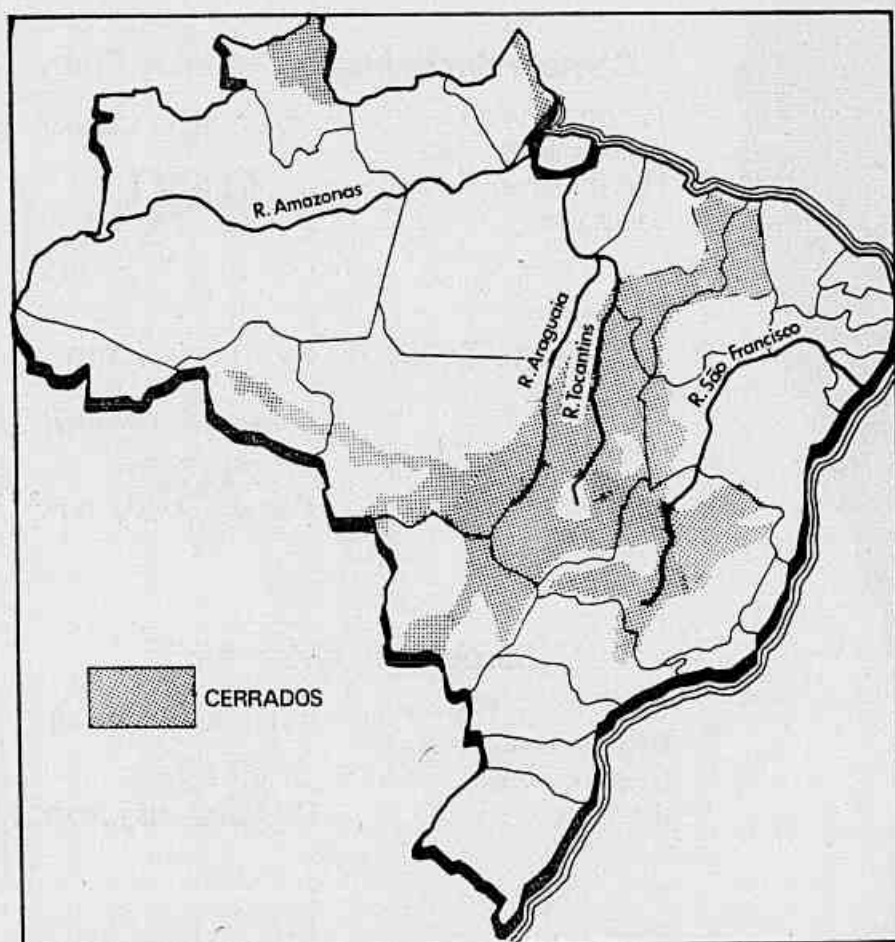 R. Amazonas
R. Araguaia
R. Tocantins
R. São Francisco
CERRADOS